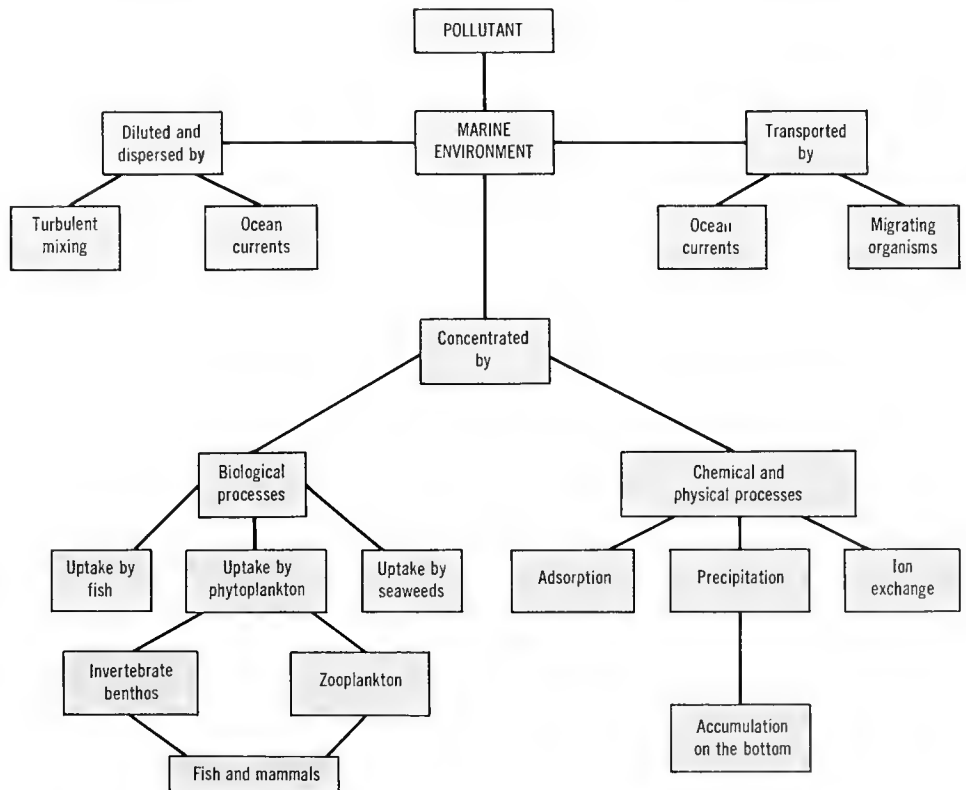 POLLUTANT
Diluted and
dispersed by
MARINE
ENVIRONMENT
Transported
by
Turbulent
mixing
Ocean
currents
Ocean
currents
Migrating
organisms
Concentrated
by
Biological
processes
Chemical and
physical processes
Uptake by
fish
Uptake by
phytoplankton
Uptake by
seaweeds
Adsorption
Precipitation
Ion
exchange
Invertebrate
benthos
Zooplankton
Accumulation
on the bottom
Fish and mammals